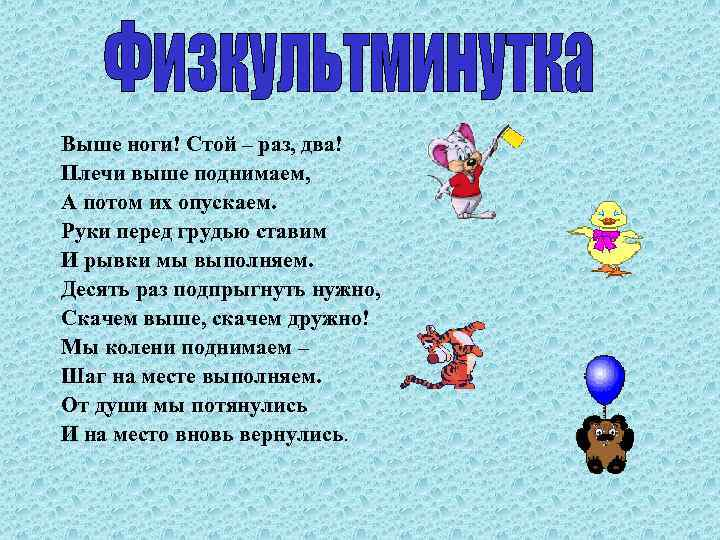 Физкультминутка
Выше ноги! Стой – раз, два!
Плечи выше поднимаем,
А потом их опускаем.
Руки перед грудью ставим
И рывки мы выполняем.
Десять раз подпрыгнуть нужно,
Скачем выше, скачем дружно!
Мы колени поднимаем –
Шаг на месте выполняем.
От души мы потянулись
И на место вновь вернулись.